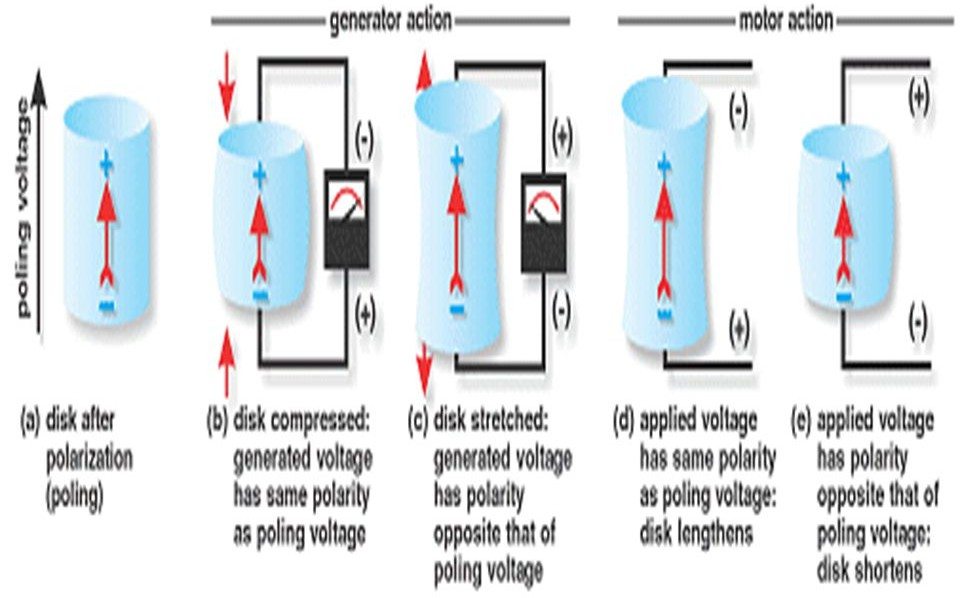 generator action
motor action
poling voltage
+
−
+
−
(-)
(+)
+
−
(+)
(-)
+
−
(-)
(+)
+
−
(+)
(-)
(a) disk after
polarization
(poling)
(b) disk compressed:
generated voltage
has same polarity
as poling voltage
(c) disk stretched:
generated voltage
has polarity
opposite that of
poling voltage
(d) applied voltage
has same polarity
as poling voltage:
disk lengthens
(e) applied voltage
has polarity
opposite that of
poling voltage:
disk shortens